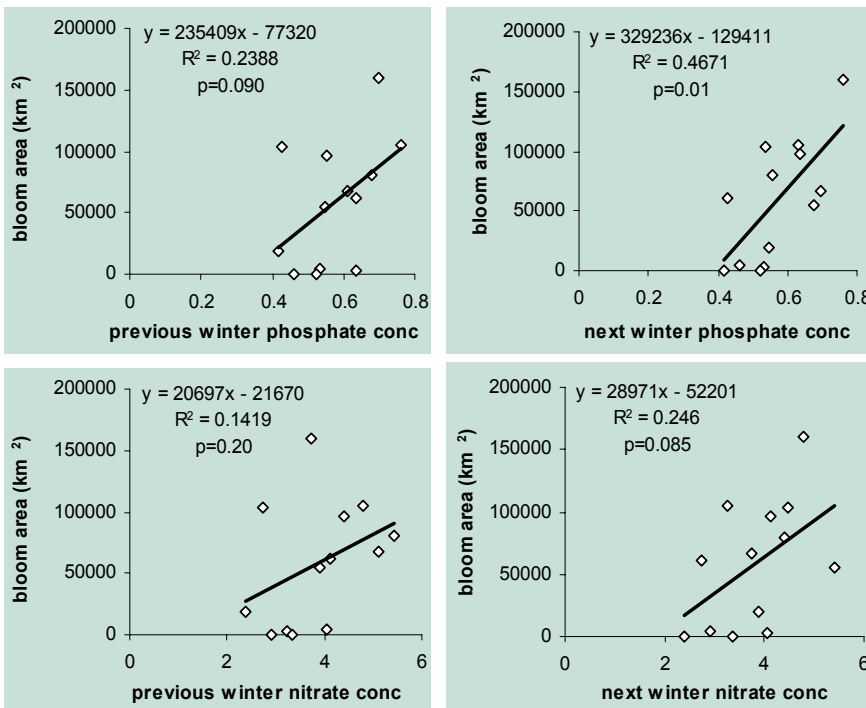 200000
150000
100000
50000
0
bloom area (km ²)
y = 235409x - 77320
R² = 0.2388
p=0.090
0 0.2 0.4 0.6 0.8
previous winter phosphate conc
200000
150000
100000
50000
0
bloom area (km ²)
y = 329236x - 129411
R² = 0.4671
p=0.01
0 0.2 0.4 0.6 0.8
next winter phosphate conc
200000
150000
100000
50000
0
bloom area (km ²)
y = 20697x - 21670
R² = 0.1419
p=0.20
0 2 4 6
previous winter nitrate conc
200000
150000
100000
50000
0
bloom area (km ²)
y = 28971x - 52201
R² = 0.246
p=0.085
0 2 4 6
next winter nitrate conc